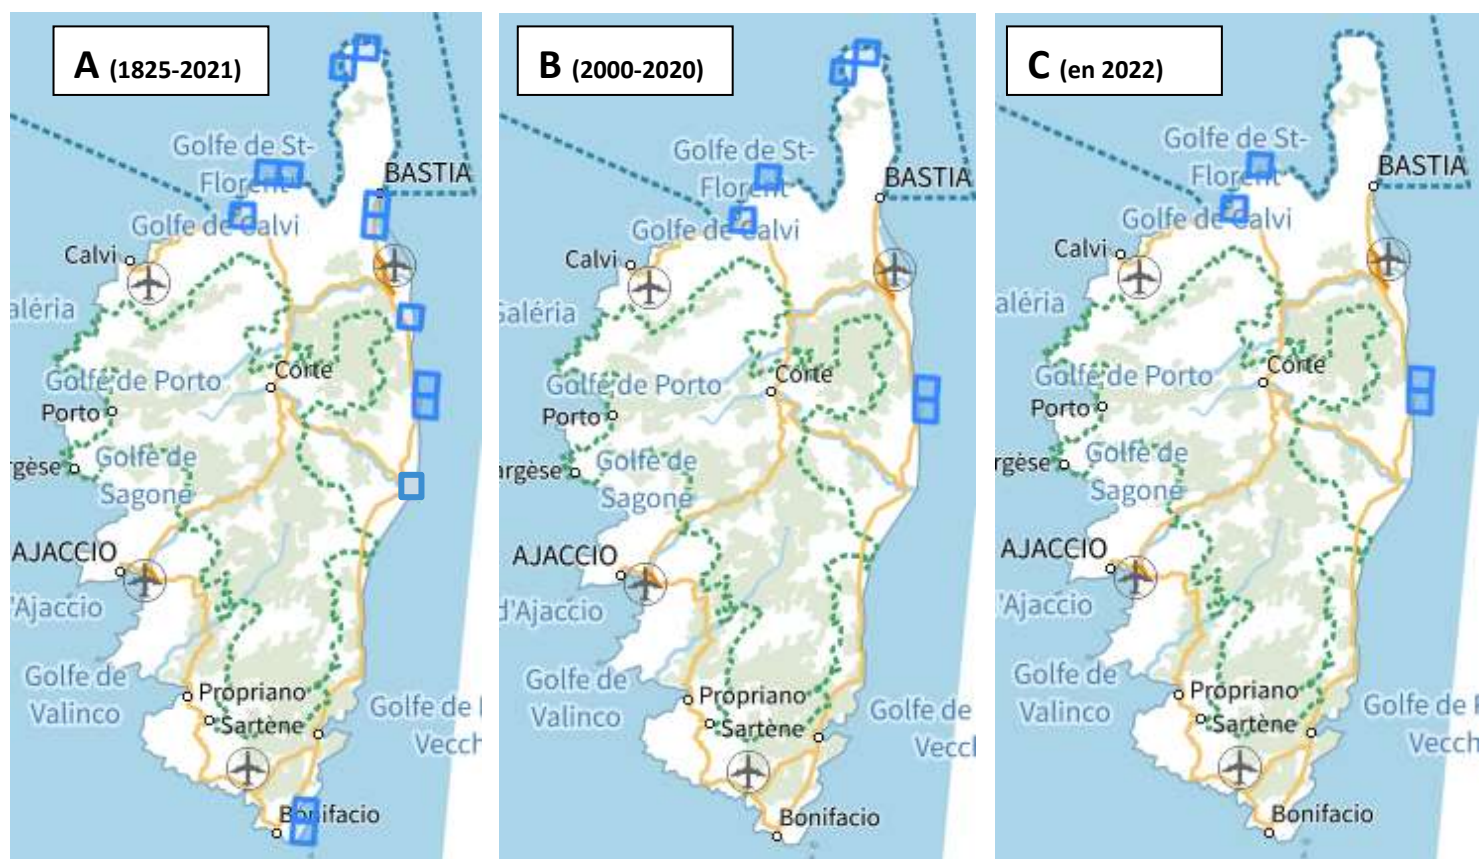 A (1825-2021)
Golfe de St-
Florent
BASTIA
Golfe de Calvi
Calvi
aléria
Corte
Golfe de Porto
Porto
rgèse
Golfe de
Sagone
AJACCIO
d'Ajaccio
Golfe de
Valinco
Propriano
Sartène
Golfe de
Vecch
Bonifacio
B (2000-2020)
Golfe de St-
Florent
BASTIA
Golfe de Calvi
Calvi
Galéria
Corte
Golfe de Porto
Porto
argèse
Golfe de
Sagone
AJACCIO
d'Ajaccio
Golfe de
Valinco
Propriano
Sartène
Golfe de
Vecch
Bonifacio
C (en 2022)
Golfe de St-
Florent
BASTIA
Golfe de Calvi
Calvi
aléria
Corte
Golfe de Porto
Porto
rgèse
Golfe de
Sagone
AJACCIO
d'Ajaccio
Golfe de
Valinco
Propriano
Sartène
Golfe de
Vecch
Bonifacio